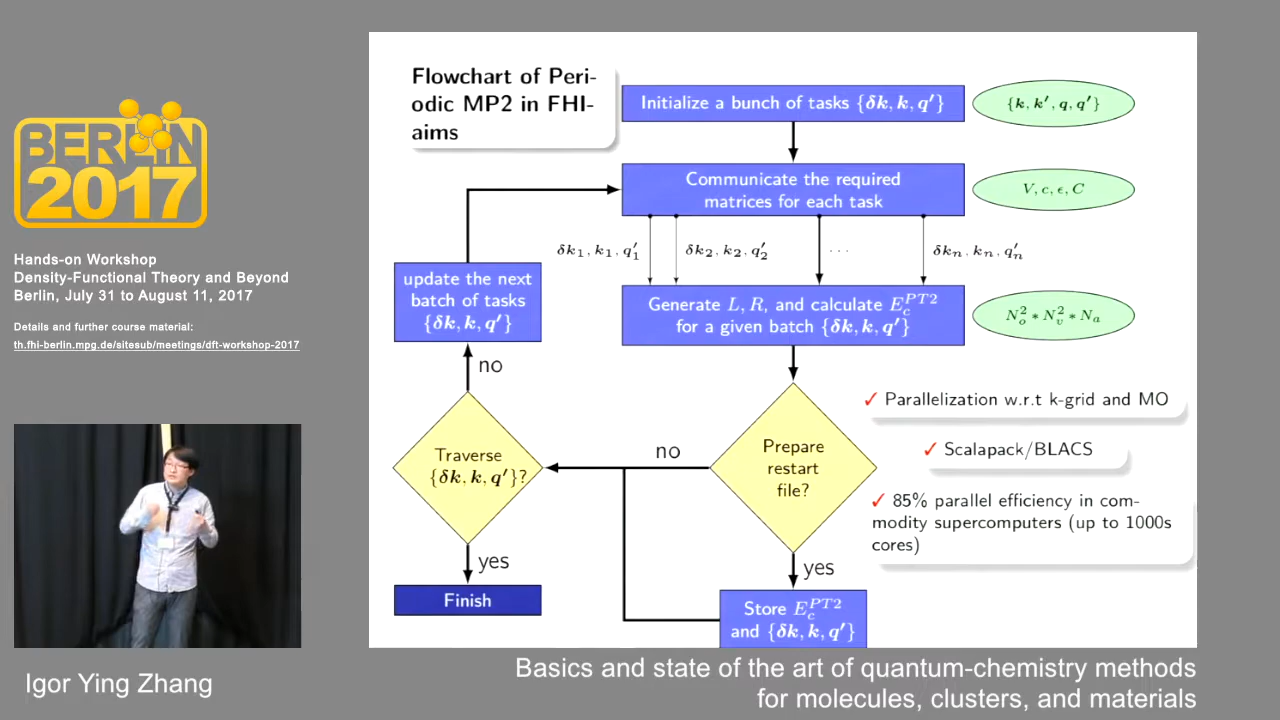 BERLIN
2017
Hands-on Workshop
Density-Functional Theory and Beyond
Berlin, July 31 to August 11, 2017
Details and further course material:
th.fhi-berlin.mpg.de/sitesub/meetings/dft-workshop-2017
Igor Ying Zhang
Flowchart of Peri-
odic MP2 in FHI-
aims
Initialize a bunch of tasks {δk, k, q′}
{k, k′, q, q′}
Communicate the required
matrices for each task
V, c, ϵ, C
δk₁, k₁, q′₁
δk₂, k₂, q′₂
···
δkₙ, kₙ, q′ₙ
update the next
batch of tasks
{δk, k, q′}
Generate L, R, and calculate E_c^{PT2}
for a given batch {δk, k, q′}
N_o^2 * N_v^2 * N_a
no
✓ Parallelization w.r.t k-grid and MO
✓ Scalapack/BLACS
✓ 85% parallel efficiency in com-
modity supercomputers (up to 1000s
cores)
Prepare
restart
file?
no
Traverse
{δk, k, q′}?
yes
yes
Finish
Store E_c^{PT2}
and {δk, k, q′}
Basics and state of the art of quantum-chemistry methods
for molecules, clusters, and materials